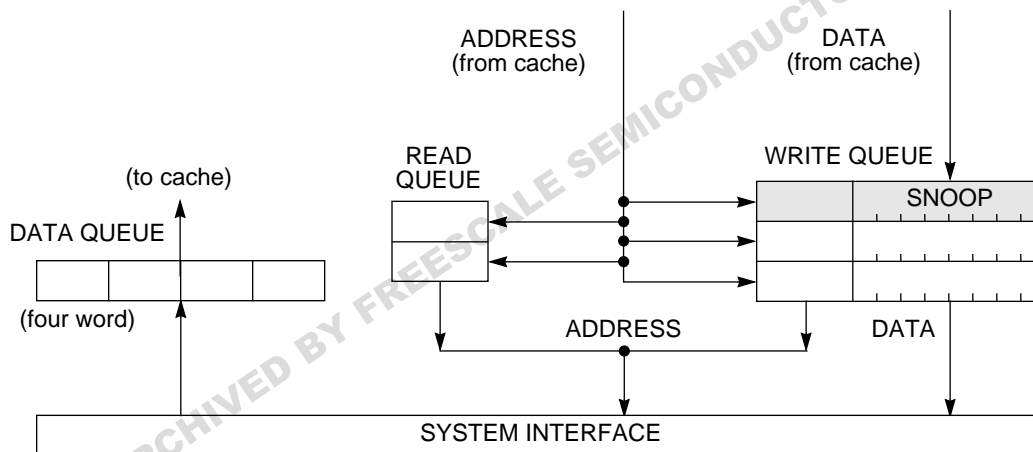 ADDRESS
(from cache)
DATA
(from cache)
READ
QUEUE
WRITE QUEUE
(to cache)
SNOOP
DATA QUEUE
(four word)
ADDRESS
DATA
SYSTEM INTERFACE
ARCHIVED BY FREESCALE SEMICONDUCTO